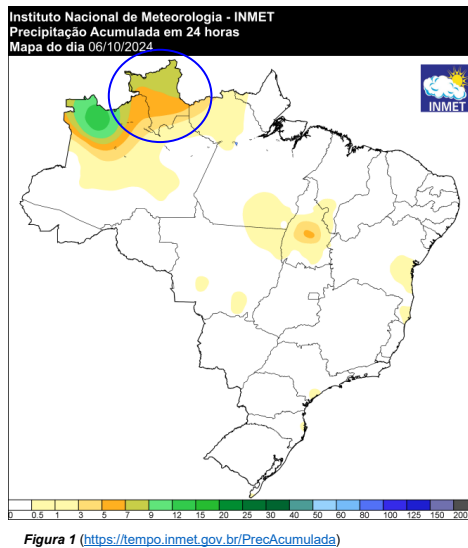 Instituto Nacional de Meteorologia - INMET
Precipitação Acumulada em 24 horas
Mapa do dia 06/10/2024
INMET
0 0.5 1 3 5 7 9 12 15 20 25 30 40 50 60 80 100 125 150 200
Figura 1 (https://tempo.inmet.gov.br/PrecAcumulada)